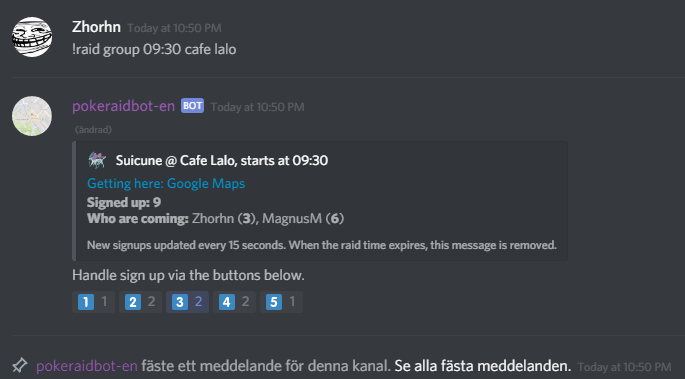 Zhorhn Today at 10:50 PM
!raid group 09:30 cafe lalo
pokeraidbot-en BOT Today at 10:50 PM
(ändrad)
Suicune @ Cafe Lalo, starts at 09:30
Getting here: Google Maps
Signed up: 9
Who are coming: Zhorhn (3), MagnusM (6)
New signups updated every 15 seconds. When the raid time expires, this message is removed.
Handle sign up via the buttons below.
1 1 2 2 3 2 4 2 5 1
pokeraidbot-en fäste ett meddelande för denna kanal. Se alla fästa meddelanden. Today at 10:50 PM